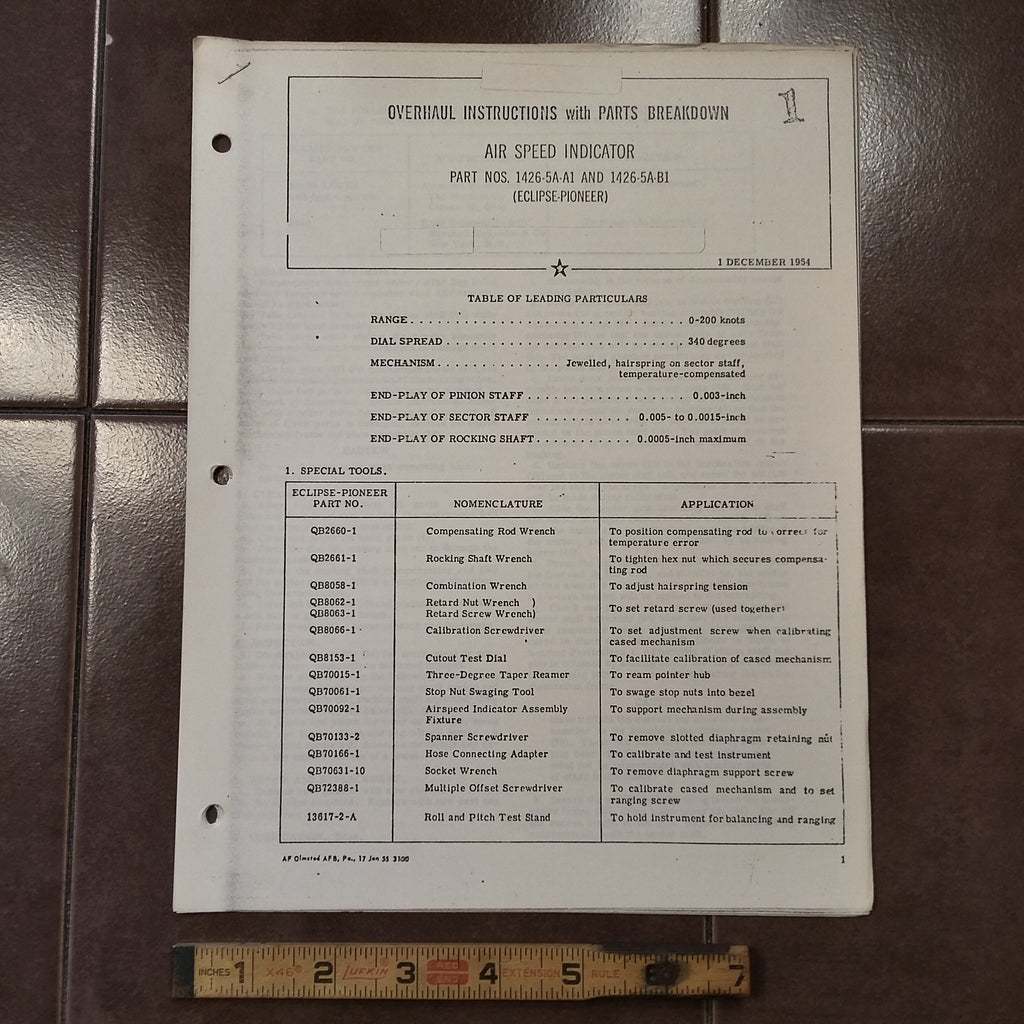 1
OVERHAUL INSTRUCTIONS with PARTS BREAKDOWN
AIR SPEED INDICATOR
PART NOS. 1426-5A-A1 AND 1426-5A-B1
(ECLIPSE-PIONEER)
1 DECEMBER 1954
TABLE OF LEADING PARTICULARS
RANGE . . . . . . . . . . . . . . . . . . . . . . . . . . . . . . . 0-200 knots
DIAL SPREAD . . . . . . . . . . . . . . . . . . . . . . . . . . . 340 degrees
MECHANISM . . . . . . . . . . . . . . Jewelled, hairspring on sector staff,
temperature-compensated
END-PLAY OF PINION STAFF . . . . . . . . . . . . . . . . . . 0.003-inch
END-PLAY OF SECTOR STAFF . . . . . . . . . . . 0.005- to 0.0015-inch
END-PLAY OF ROCKING SHAFT . . . . . . . . . . . 0.0005-inch maximum
1. SPECIAL TOOLS.
ECLIPSE-PIONEER PART NO. NOMENCLATURE APPLICATION
QB2660-1 Compensating Rod Wrench To position compensating rod to correct for
temperature error
QB2661-1 Rocking Shaft Wrench To tighten hex nut which secures compensa-
ting rod
QB8058-1 Combination Wrench To adjust hairspring tension
QB8062-1 Retard Nut Wrench )
QB8063-1 Retard Screw Wrench) To set retard screw (used together)
QB8066-1 Calibration Screwdriver To set adjustment screw when calibrating
cased mechanism
QB8153-1 Cutout Test Dial To facilitate calibration of cased mechanism
QB70015-1 Three-Degree Taper Reamer To ream pointer hub
QB70061-1 Stop Nut Swaging Tool To swage stop nuts into bezel
QB70092-1 Airspeed Indicator Assembly To support mechanism during assembly
Fixture
QB70133-2 Spanner Screwdriver To remove slotted diaphragm retaining nut
QB70166-1 Hose Connecting Adapter To calibrate and test instrument
QB70631-10 Socket Wrench To remove diaphragm support screw
QB72388-1 Multiple Offset Screwdriver To calibrate cased mechanism and to set
ranging screw
13617-2-A Roll and Pitch Test Stand To hold instrument for balancing and ranging
AF Olmsted AFB, Pa., 17 Jan 55 3100 1
INCHES 1 X46® 2 LUFKIN® 3 RED END 4 EXTENSION 5 RULE 6 7